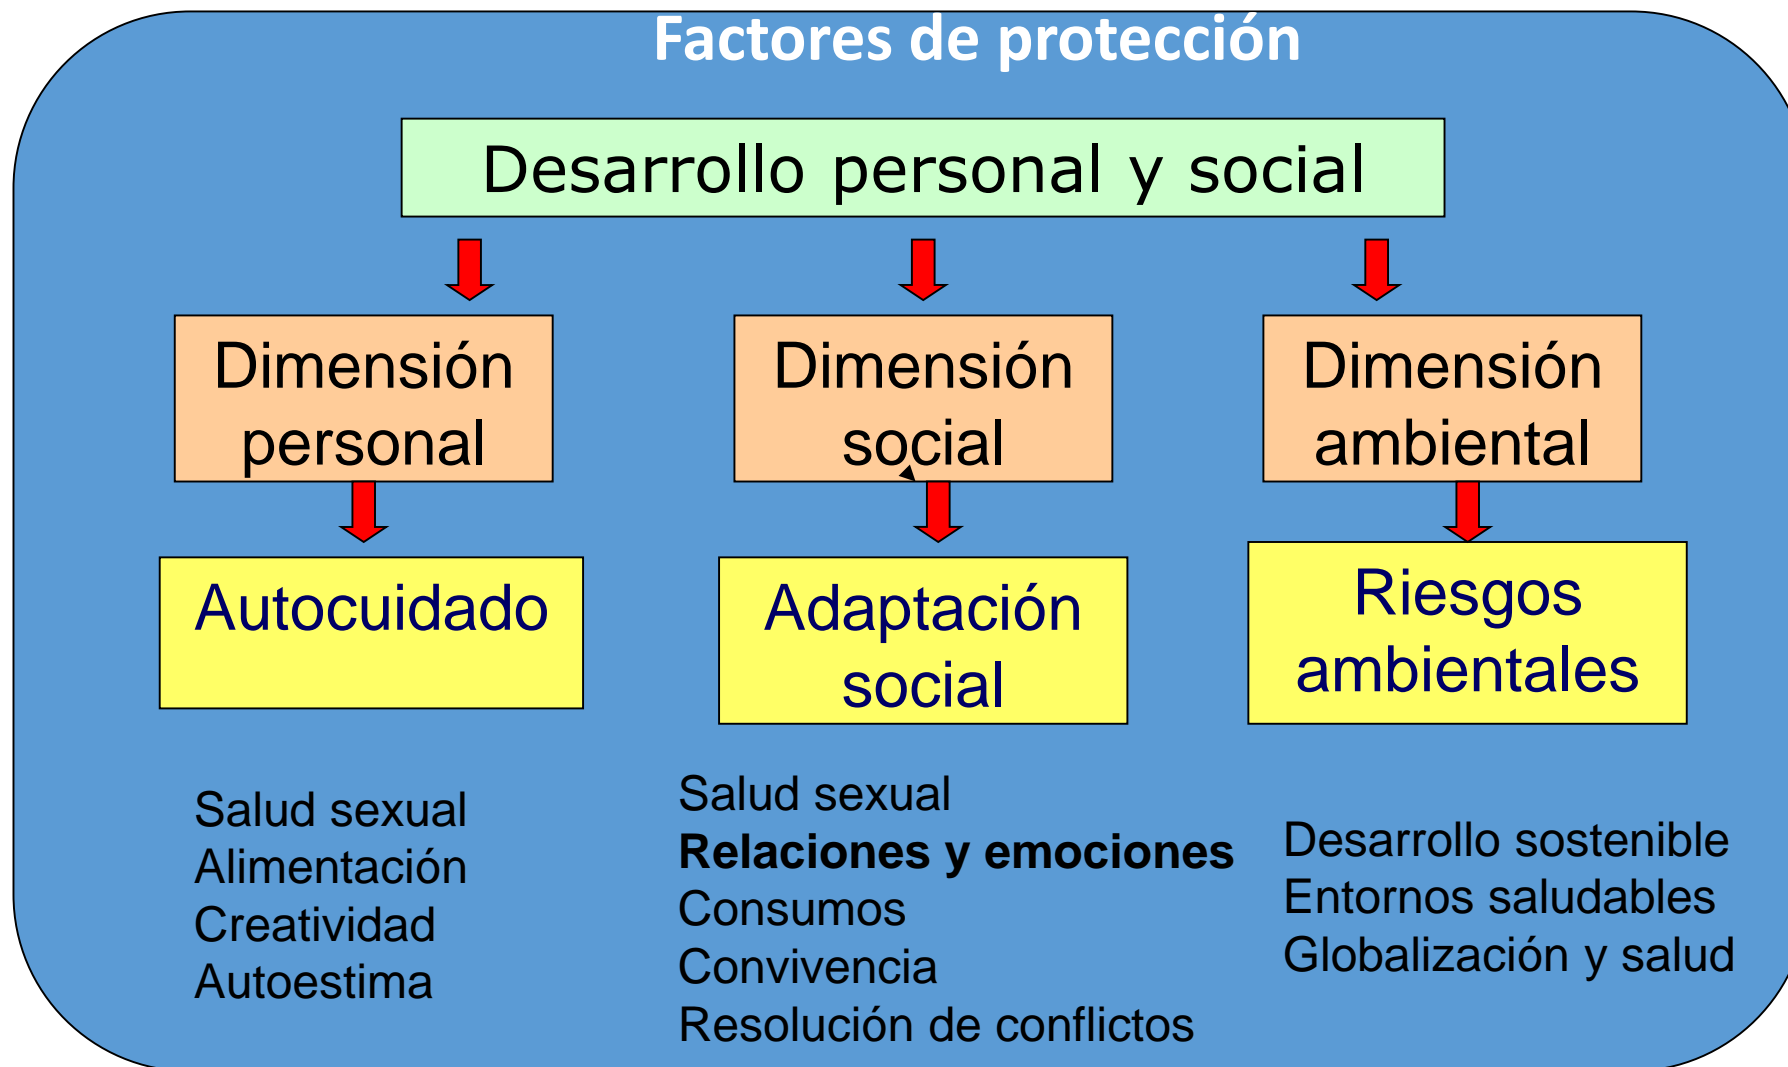 Factores de protección
Desarrollo personal y social
Dimensión
personal
Dimensión
social
Dimensión
ambiental
Autocuidado
Adaptación
social
Riesgos
ambientales
Salud sexual
Alimentación
Creatividad
Autoestima
Salud sexual
Relaciones y emociones
Consumos
Convivencia
Resolución de conflictos
Desarrollo sostenible
Entornos saludables
Globalización y salud